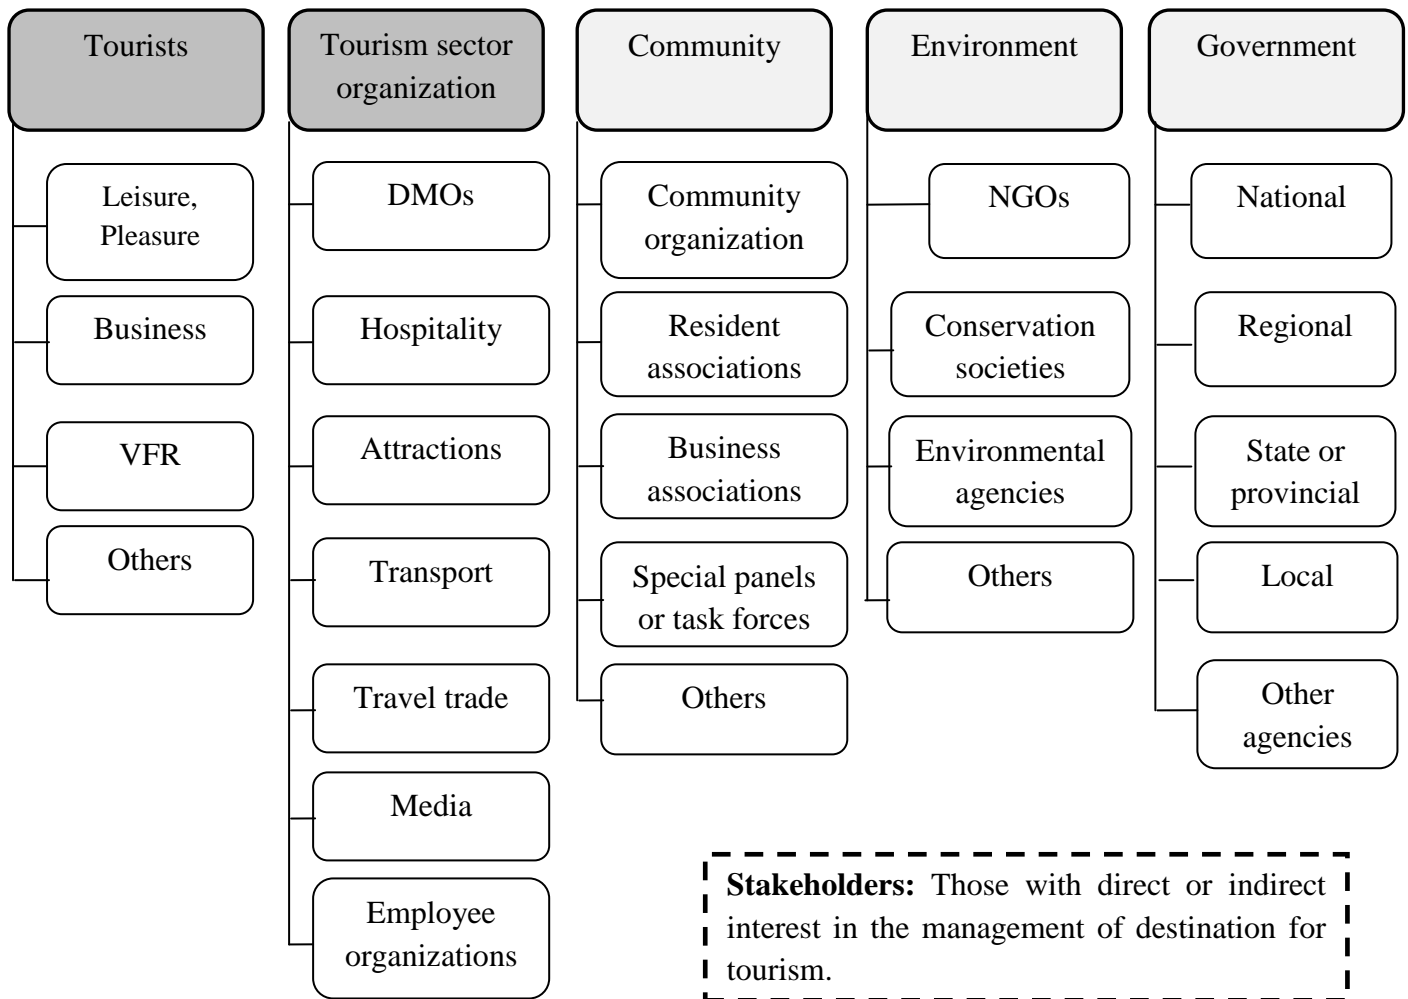 Tourists
Leisure,
Pleasure
Business
VFR
Others
Tourism sector
organization
DMOs
Hospitality
Attractions
Transport
Travel trade
Media
Employee
organizations
Community
Community
organization
Resident
associations
Business
associations
Special panels
or task forces
Others
Environment
NGOs
Conservation
societies
Environmental
agencies
Others
Government
National
Regional
State or
provincial
Local
Other
agencies
Stakeholders: Those with direct or indirect
interest in the management of destination for
tourism.